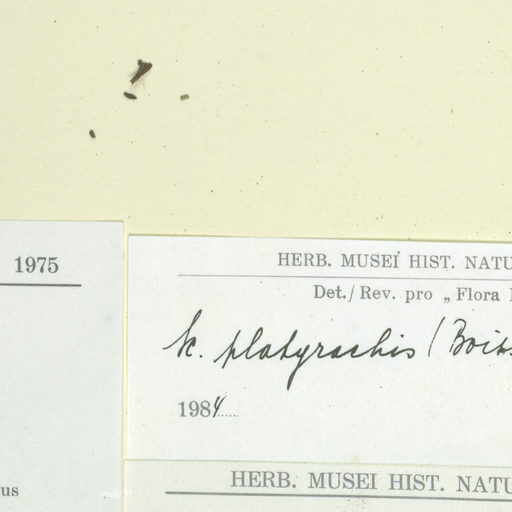 1975
us
HERB. MUSEI HIST. NATU
Det./Rev. pro „ Flora
K. platyrachis (Boiss
1984
HERB. MUSEI HIST. NATU